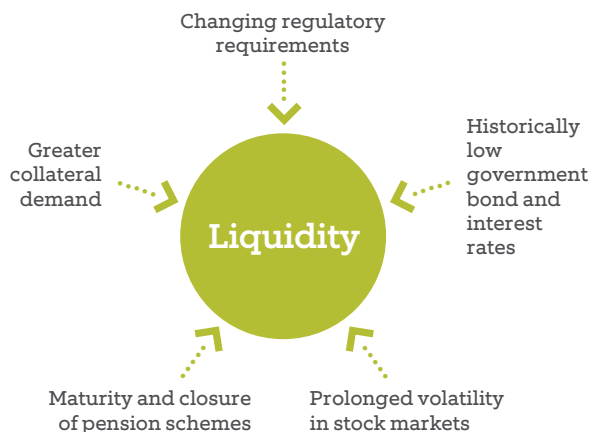 Changing regulatory
requirements
Historically
low
government
bond and
interest
rates
Greater
collateral
demand
Liquidity
Maturity and closure
of pension schemes
Prolonged volatility
in stock markets